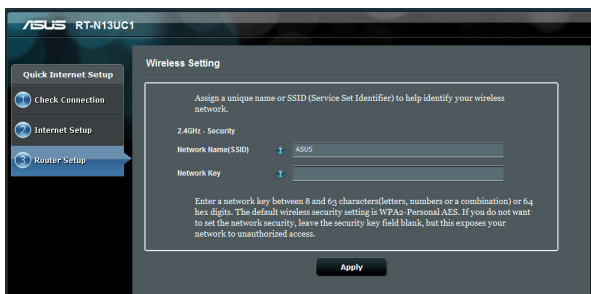 ASUS RT-N13UC1
Quick Internet Setup
1 Check Connection
2 Internet Setup
3 Router Setup
Wireless Setting
Assign a unique name or SSID (Service Set Identifier) to help identify your wireless
network.
2.4GHz - Security
Network Name(SSID) ? ASUS
Network Key ?
Enter a network key between 8 and 63 characters(letters, numbers or a combination) or 64
hex digits. The default wireless security setting is WPA2-Personal AES. If you do not want
to set the network security, leave the security key field blank, but this exposes your
network to unauthorized access.
Apply